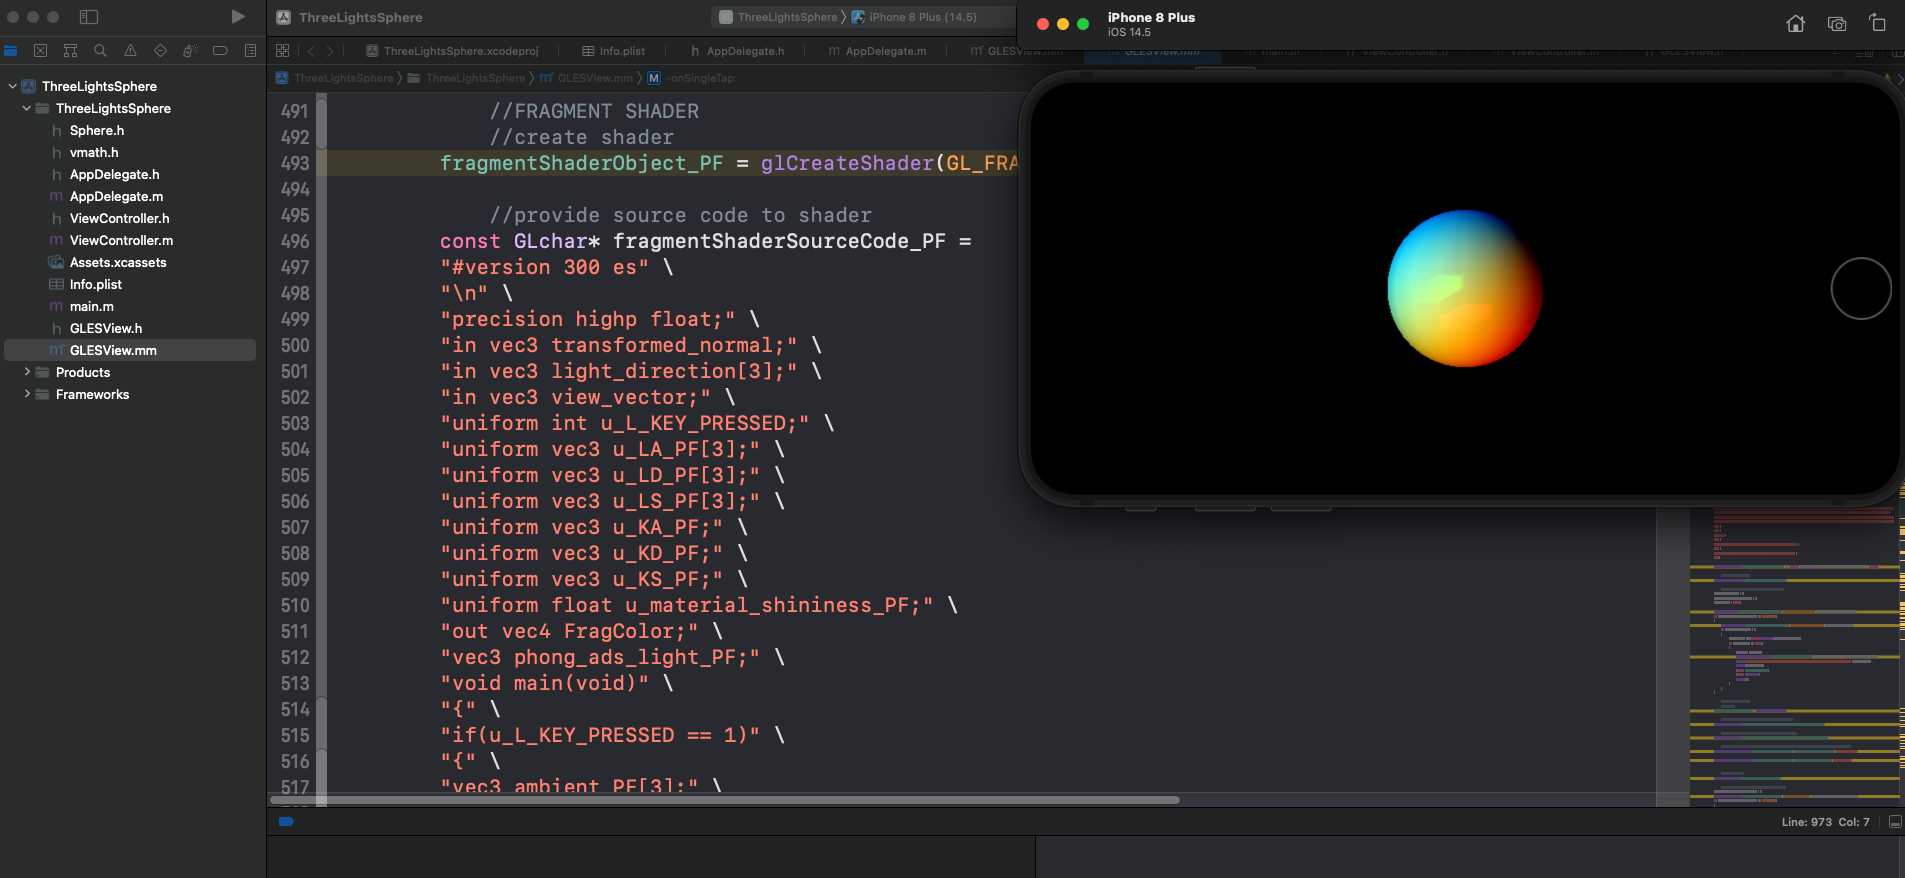 ThreeLightsSphere
ThreeLightsSphere iPhone 8 Plus (14.5)
iPhone 8 Plus
iOS 14.5
ThreeLightsSphere.xcodeproj Info.plist h AppDelegate.h m AppDelegate.m GLESView.mm GLESView.mm
ThreeLightsSphere ThreeLightsSphere GLESView.mm M -onSingleTap:
ThreeLightsSphere
ThreeLightsSphere
h Sphere.h
h vmath.h
h AppDelegate.h
m AppDelegate.m
h ViewController.h
m ViewController.m
Assets.xcassets
Info.plist
m main.m
h GLESView.h
m GLESView.mm
Products
Frameworks
491 //FRAGMENT SHADER
492 //create shader
493 fragmentShaderObject_PF = glCreateShader(GL_FRA
494
495 //provide source code to shader
496 const GLchar* fragmentShaderSourceCode_PF =
497 "#version 300 es" \
498 "\n" \
499 "precision highp float;" \
500 "in vec3 transformed_normal;" \
501 "in vec3 light_direction[3];" \
502 "in vec3 view_vector;" \
503 "uniform int u_L_KEY_PRESSED;" \
504 "uniform vec3 u_LA_PF[3];" \
505 "uniform vec3 u_LD_PF[3];" \
506 "uniform vec3 u_LS_PF[3];" \
507 "uniform vec3 u_KA_PF;" \
508 "uniform vec3 u_KD_PF;" \
509 "uniform vec3 u_KS_PF;" \
510 "uniform float u_material_shininess_PF;" \
511 "out vec4 FragColor;" \
512 "vec3 phong_ads_light_PF;" \
513 "void main(void)" \
514 "{" \
515 "if(u_L_KEY_PRESSED == 1)" \
516 "{" \
517 "vec3 ambient_PF[3];" \
Line: 973 Col: 7